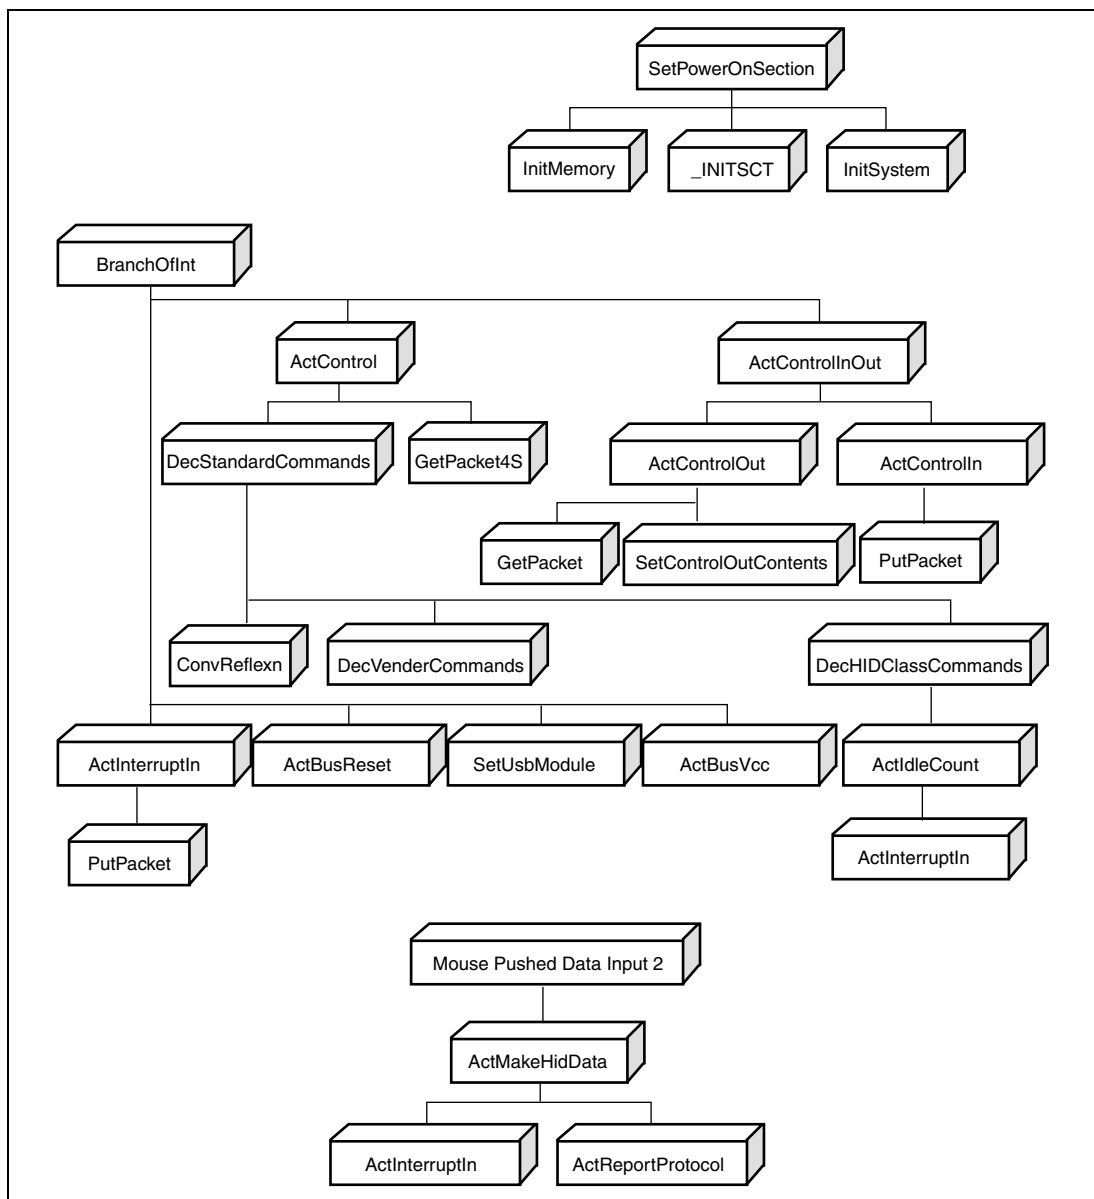 SetPowerOnSection
InitMemory
_INITSCT
InitSystem
BranchOfInt
ActControl
ActControlInOut
DecStandardCommands
GetPacket4S
ActControlOut
ActControlIn
GetPacket
SetControlOutContents
PutPacket
ConvReflexn
DecVenderCommands
DecHIDClassCommands
ActInterruptIn
ActBusReset
SetUsbModule
ActBusVcc
ActIdleCount
PutPacket
ActInterruptIn
Mouse Pushed Data Input 2
ActMakeHidData
ActInterruptIn
ActReportProtocol